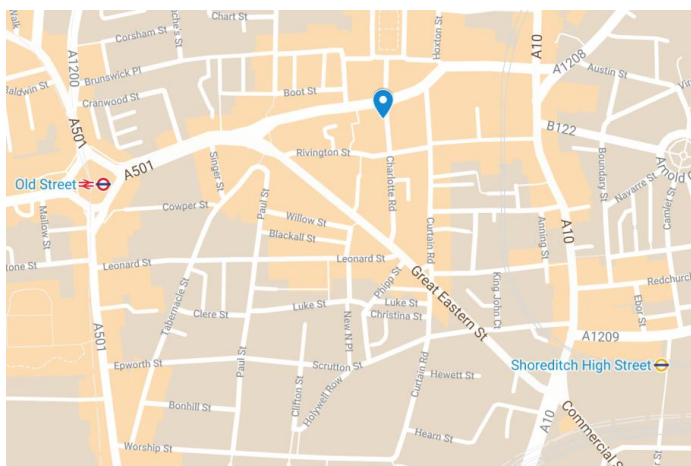 Chart St
Hoxton St
Corsham St
A10
A1200
Brunswick Pl
A1208
Austin St
Baldwin St
Boot St
Cranwood St
A501
B122
A501
Rivington St
Singer St
Charlotte Rd
Boundary St
Arnold
Old Street
Navarre St
Camlet St
Cowper St
Paul St
Mallow St
Willow St
Curtain Rd
Anning St
A10
Blackall St
Leonard St
Leonard St
Great Eastern St
King John Ct
Redchurch
Tabernacle St
Phipp St
Ebor St
Luke St
Luke St
Clere St
Christina St
New N Pl
A501
A1209
Epworth St
Paul St
Scrutton St
Curtain Rd
Hewett St
Shoreditch High Street
Holywell Row
Clifton St
Bonhill St
A10
Commercial S
Hearn St
Worship St